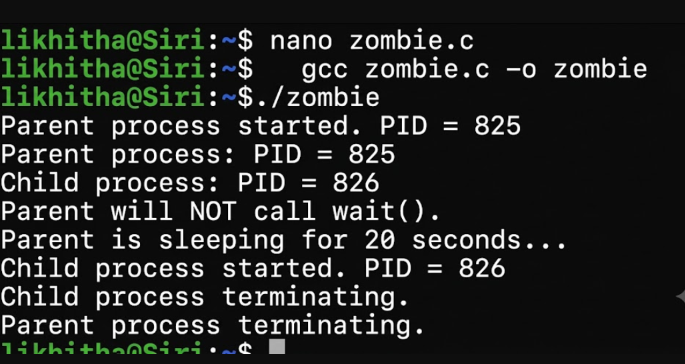 likhitha@Siri:~$ nano zombie.c
likhitha@Siri:~$   gcc zombie.c -o zombie
likhitha@Siri:~$./zombie
Parent process started. PID = 825
Parent process: PID = 825
Child process: PID = 826
Parent will NOT call wait().
Parent is sleeping for 20 seconds...
Child process started. PID = 826
Child process terminating.
Parent process terminating.
likhitha@Siri:~$